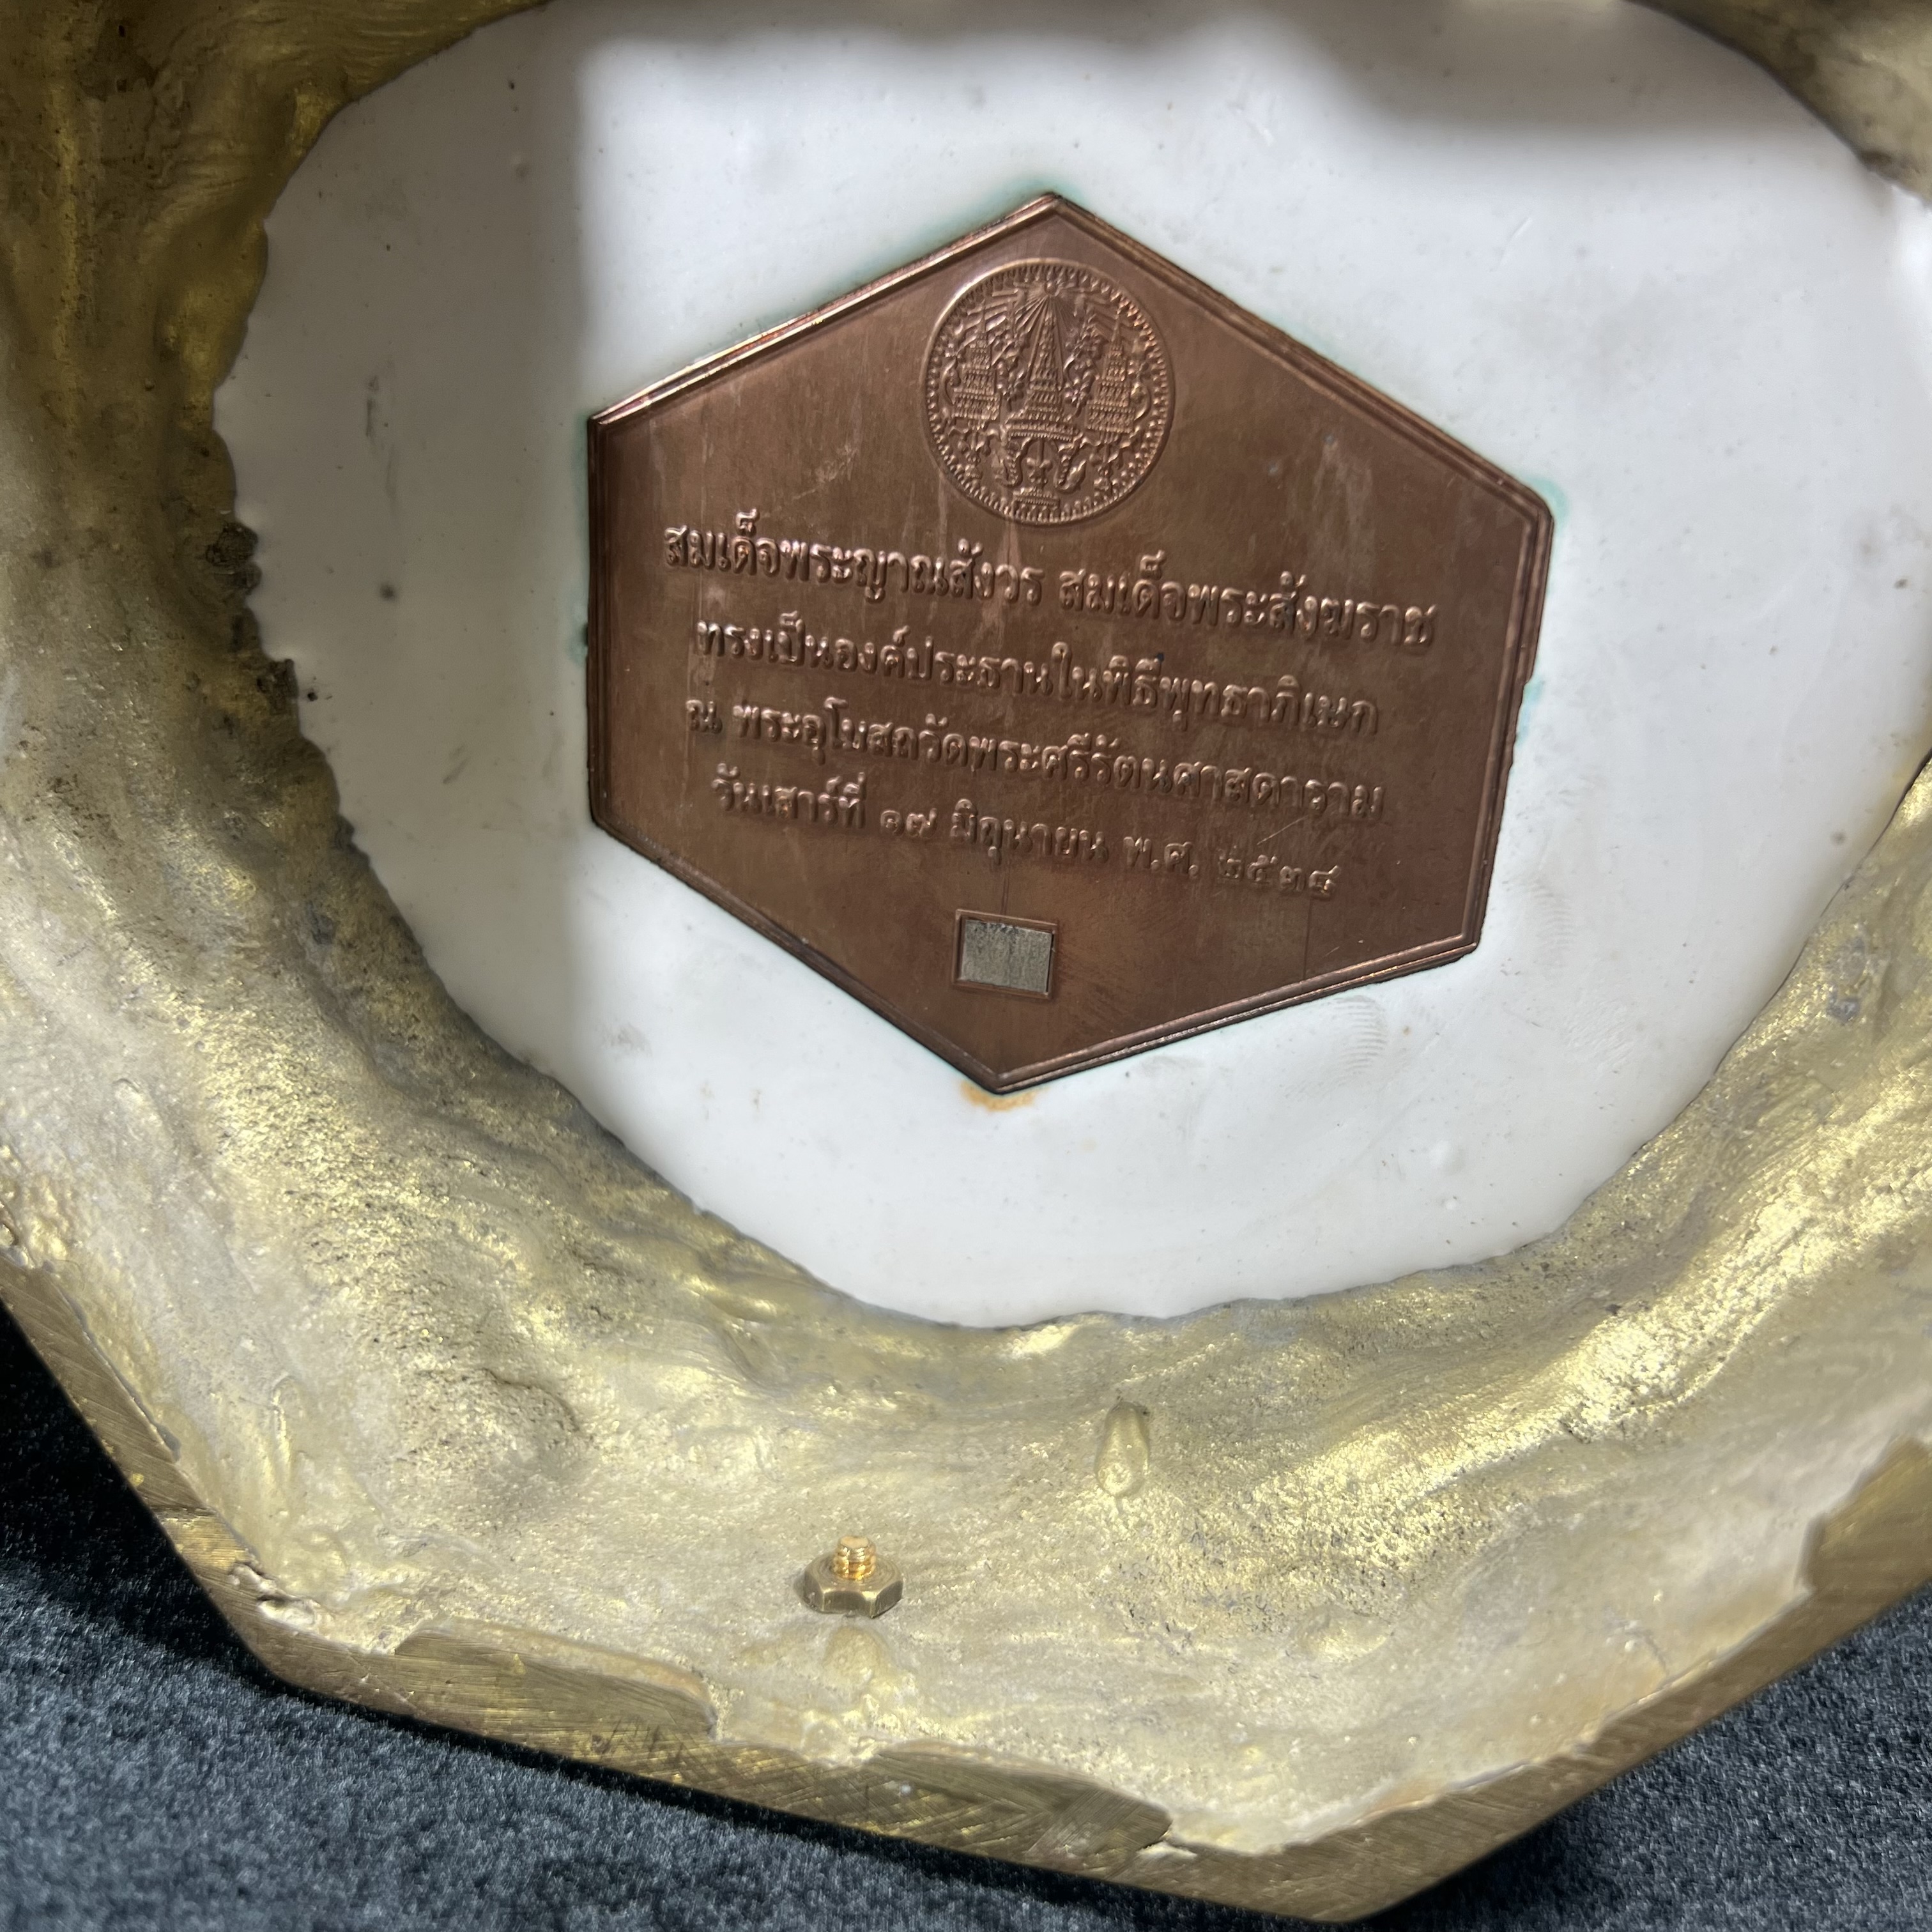 สมเด็จพระญาณสังวร สมเด็จพระสังฆราช
ทรงเป็นองค์ประธานในพิธีพุทธาภิเษก
ณ พระอุโบสถวัดพระศรีรัตนศาสดาราม
วันเสาร์ที่ ๑๗ มิถุนายน พ.ศ. ๒๕๓๘